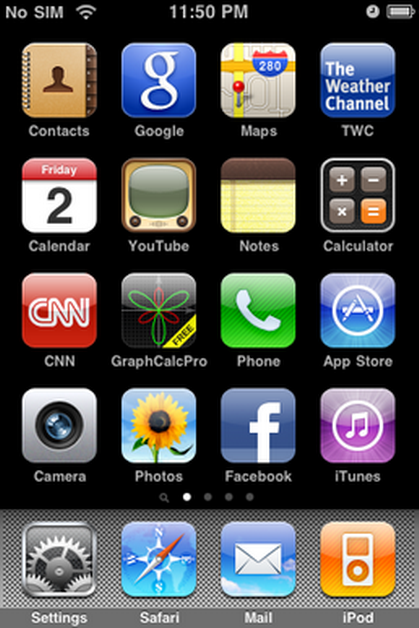 No SIM 11:50 PM
280
The
Weather
Channel
Contacts Google Maps TWC
Friday
2
Calendar YouTube Notes Calculator
CNN
FREE
CNN GraphCalcPro Phone App Store
Camera Photos Facebook iTunes
Settings Safari Mail iPod